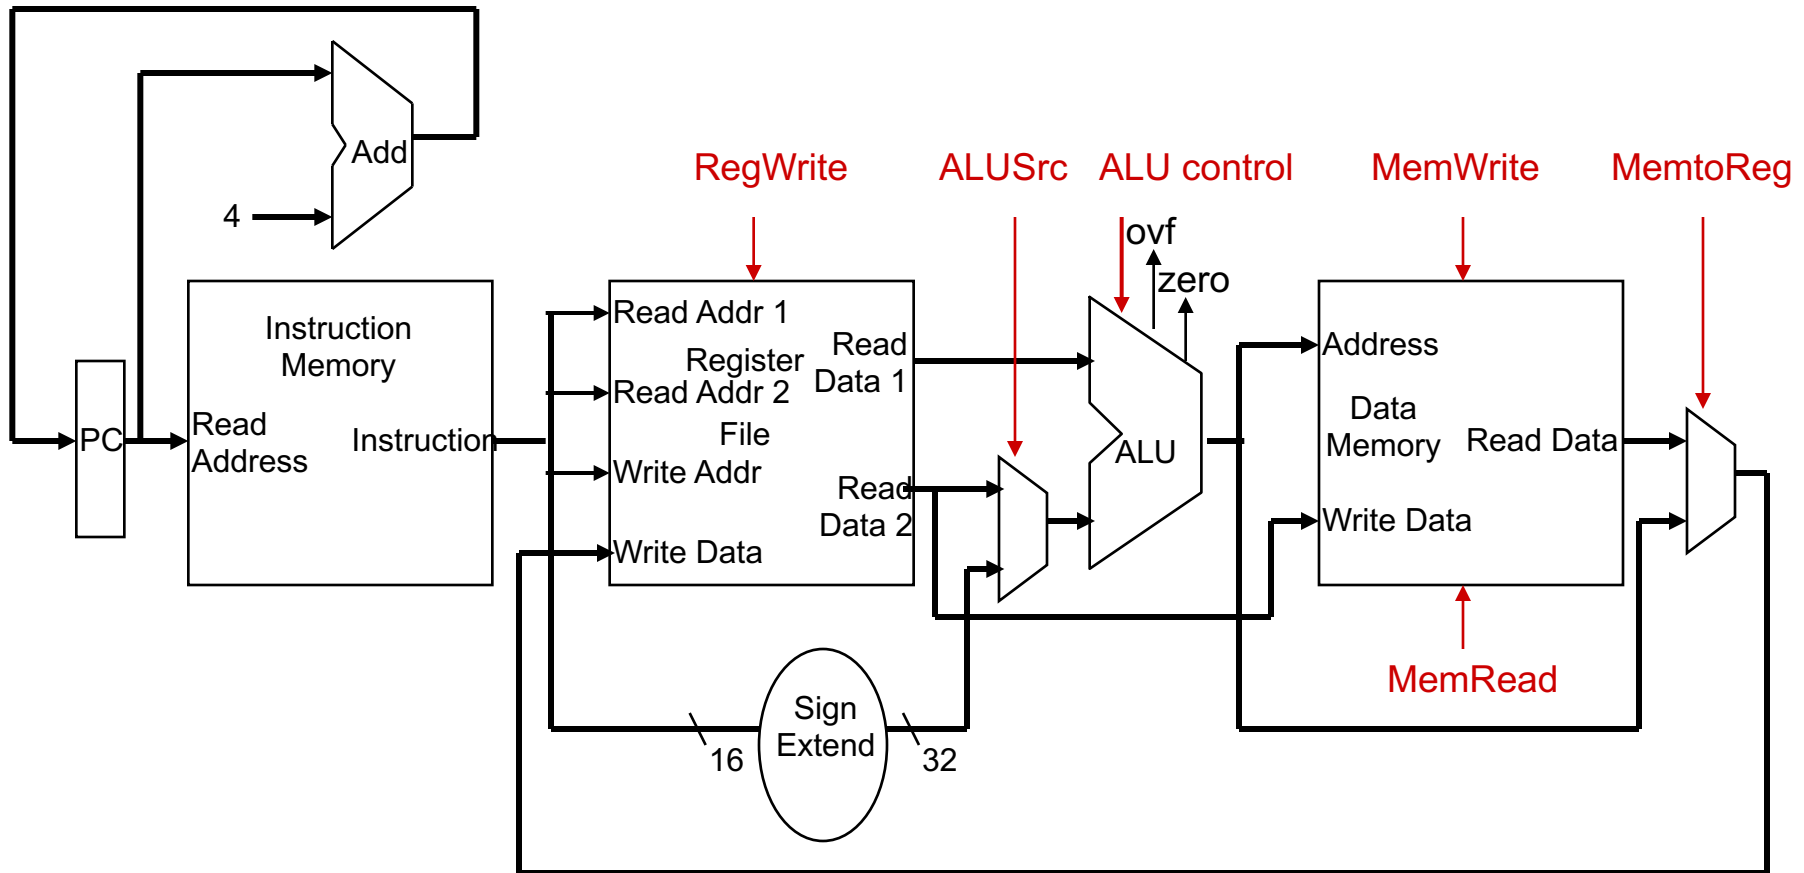 Add
4
RegWrite
ALUSrc
ALU control
MemWrite
MemtoReg
ovf
zero
PC
Instruction
Memory
Read
Address
Instruction
Read Addr 1
Register
Read Addr 2
File
Write Addr
Write Data
Read
Data 1
Read
Data 2
ALU
Address
Data
Memory
Read Data
Write Data
MemRead
Sign
Extend
16
32